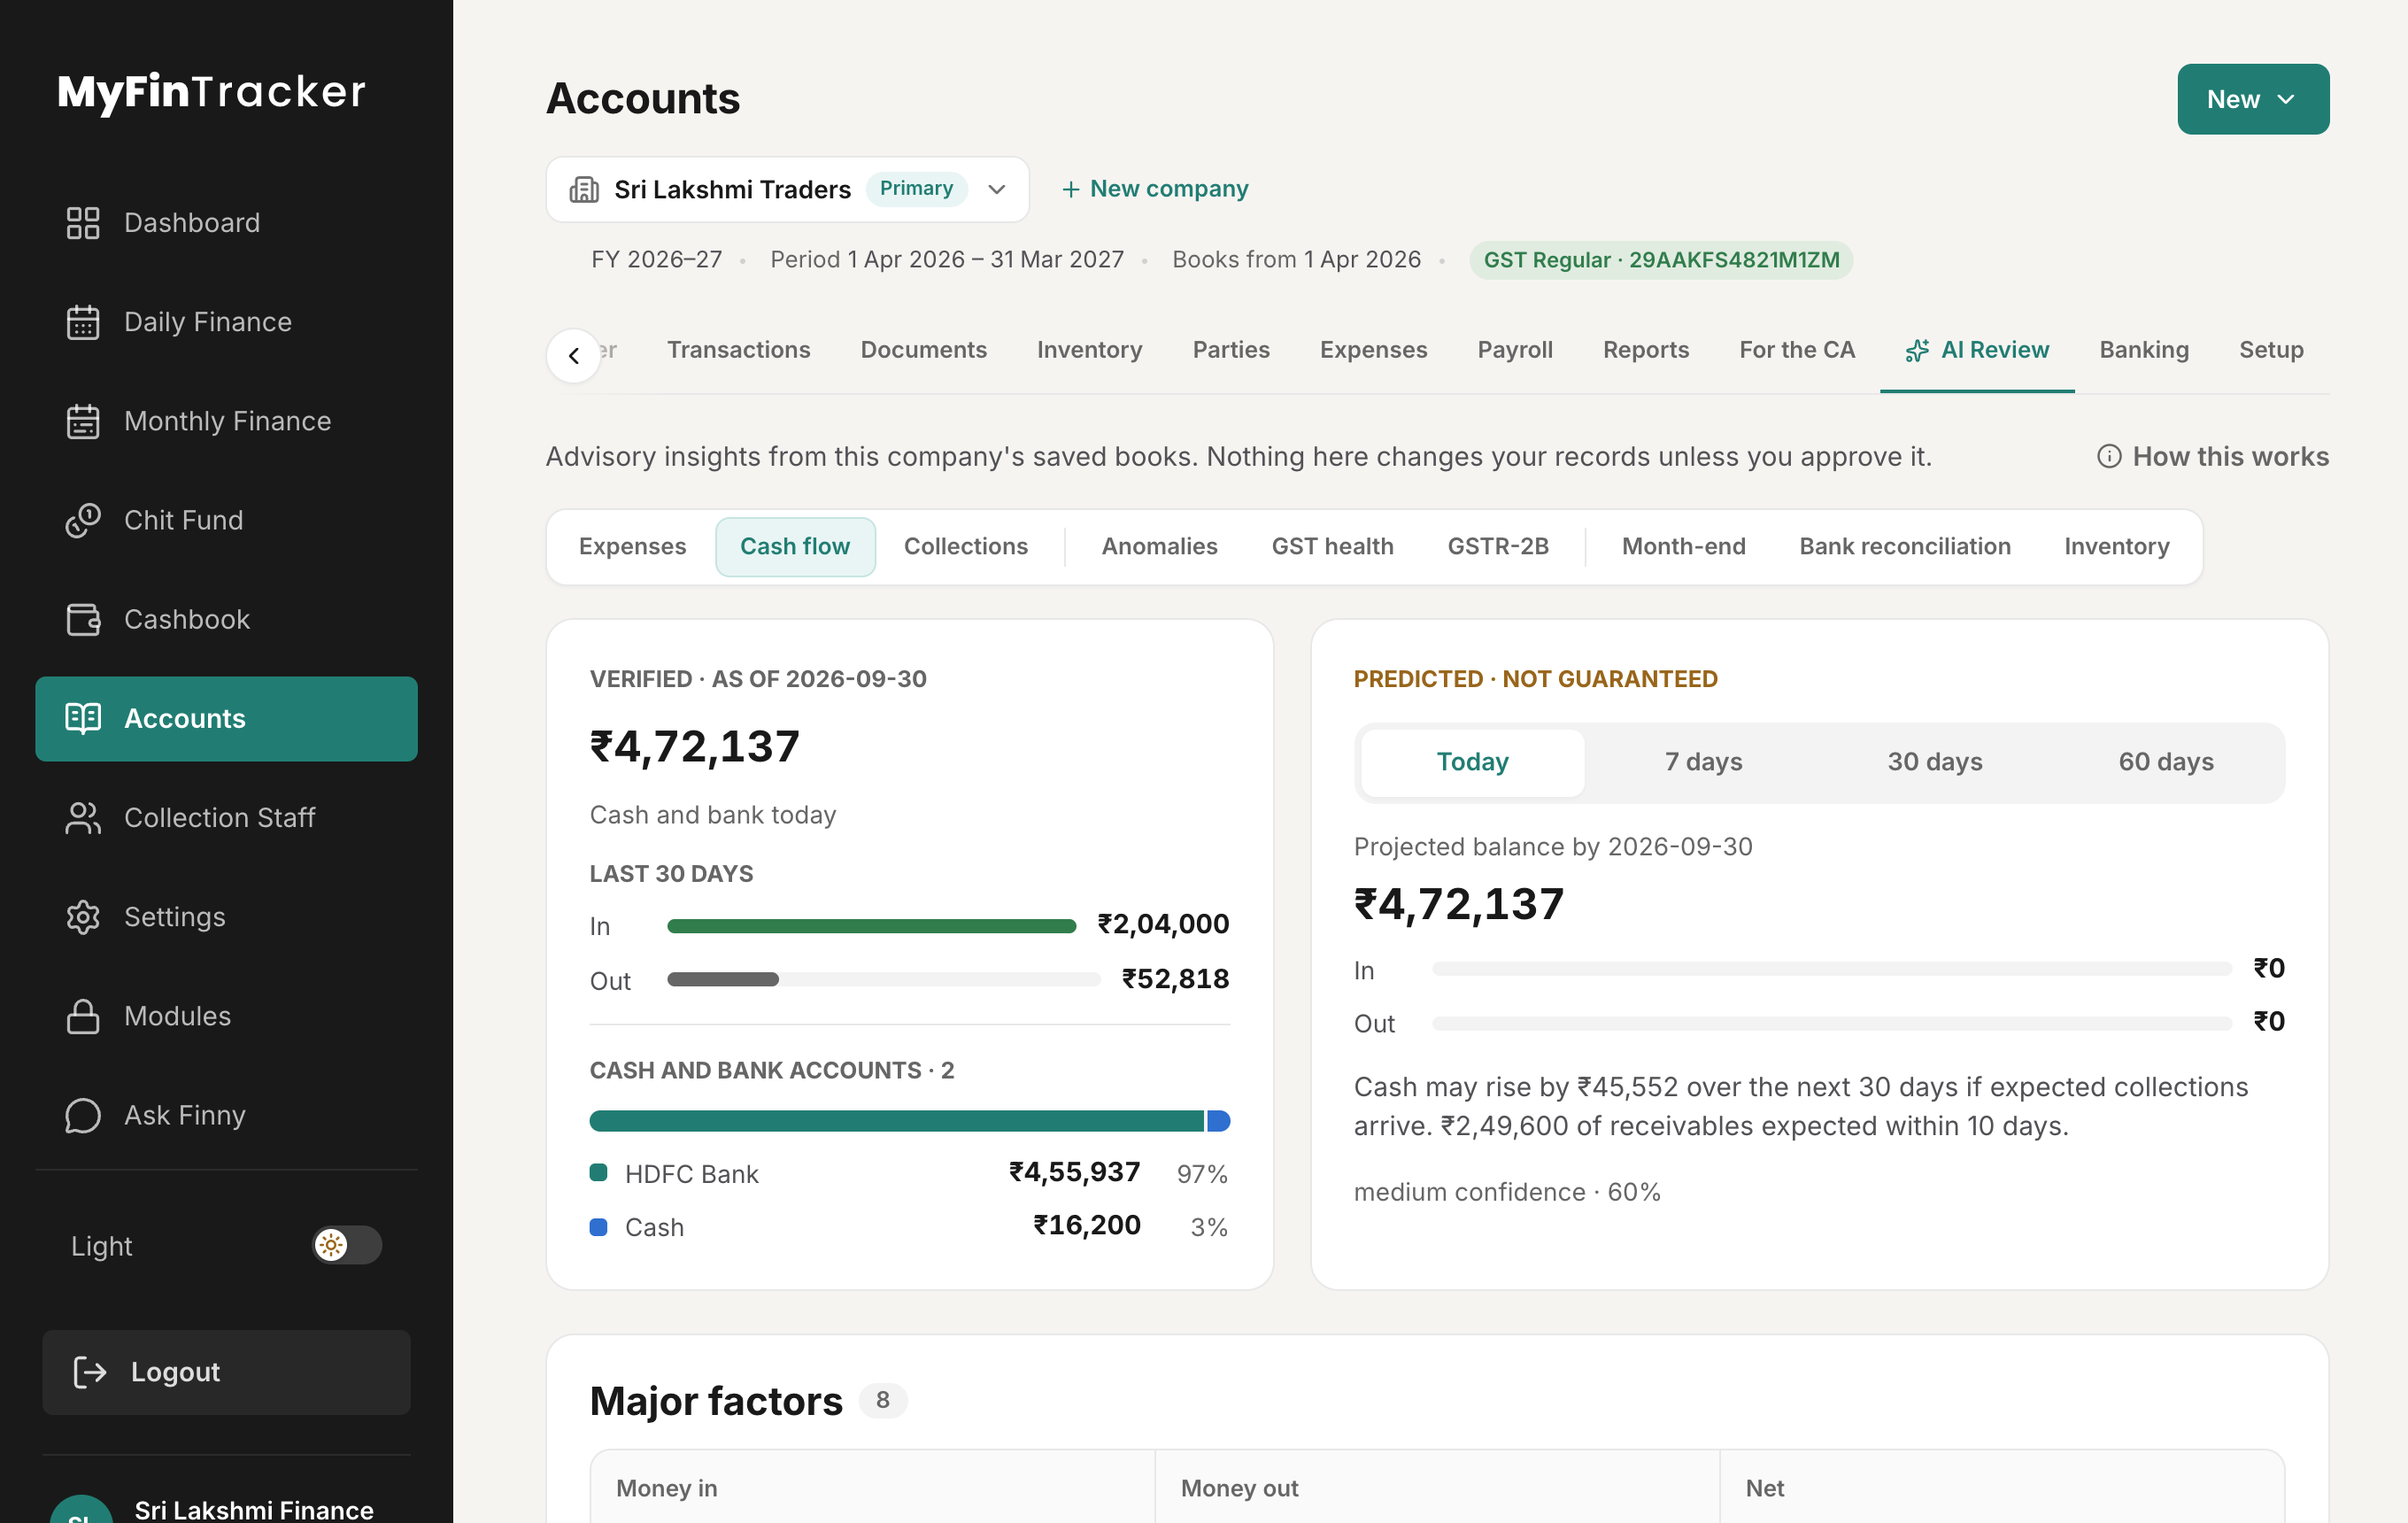 MyFinTracker
Dashboard
Daily Finance
Monthly Finance
Chit Fund
Cashbook
Accounts
Collection Staff
Settings
Modules
Ask Finny
Light
Logout
Sri Lakshmi Finance
Accounts
New
Sri Lakshmi Traders Primary
+ New company
FY 2026–27 • Period 1 Apr 2026 – 31 Mar 2027 • Books from 1 Apr 2026 • GST Regular · 29AAKFS4821M1ZM
Transactions Documents Inventory Parties Expenses Payroll Reports For the CA AI Review Banking Setup
Advisory insights from this company's saved books. Nothing here changes your records unless you approve it.
How this works
Expenses Cash flow Collections Anomalies GST health GSTR-2B Month-end Bank reconciliation Inventory
VERIFIED · AS OF 2026-09-30
₹4,72,137
Cash and bank today
LAST 30 DAYS
In ₹2,04,000
Out ₹52,818
CASH AND BANK ACCOUNTS · 2
HDFC Bank ₹4,55,937 97%
Cash ₹16,200 3%
PREDICTED · NOT GUARANTEED
Today 7 days 30 days 60 days
Projected balance by 2026-09-30
₹4,72,137
In ₹0
Out ₹0
Cash may rise by ₹45,552 over the next 30 days if expected collections
arrive. ₹2,49,600 of receivables expected within 10 days.
medium confidence · 60%
Major factors 8
Money in Money out Net